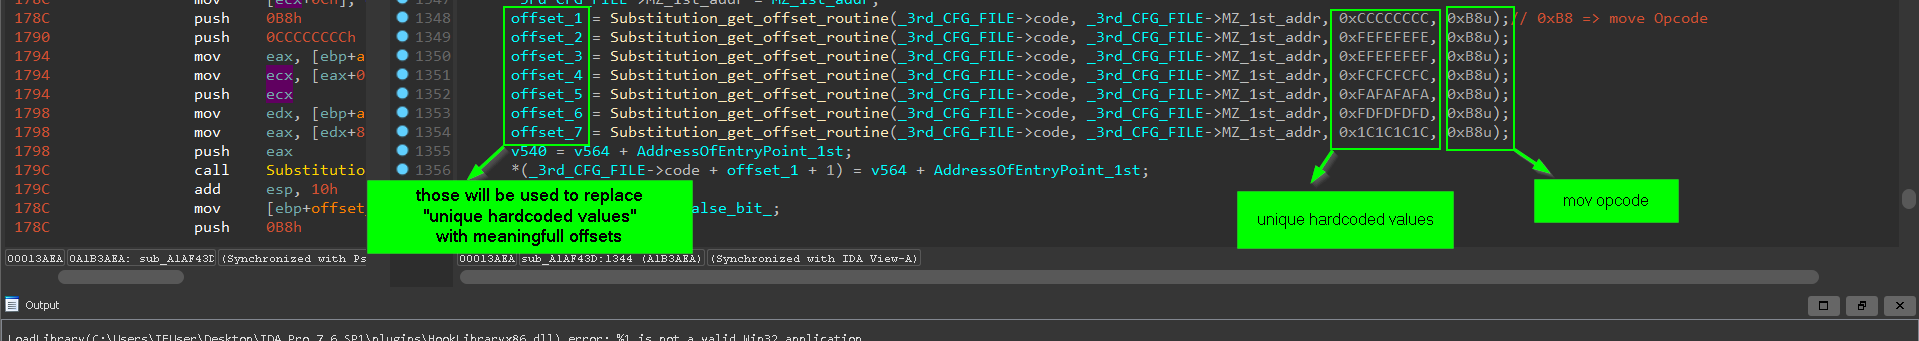 178C push [ecx+0Ch];
178C push 0B8h
1790 push 0CCCCCCCCh
1794 mov eax, [ebp+a
1794 mov ecx, [eax+0
1794 push ecx
1798 mov edx, [ebp+a
1798 mov eax, [edx+8
1798 push eax
179C call Substitutio
179C add esp, 10h
178C mov [ebp+offset_
178C push 0B8h
00013AEA 0A1B3AEA: sub_A1AF43D (Synchronized with Ps
1347 _3rd_CFG_FILE->MZ_1st_addr = MZ_1st_addr;
1348 offset_1 = Substitution_get_offset_routine(_3rd_CFG_FILE->code, _3rd_CFG_FILE->MZ_1st_addr, 0xCCCCCCCC, 0xB8u);// 0xB8 => move Opcode
1349 offset_2 = Substitution_get_offset_routine(_3rd_CFG_FILE->code, _3rd_CFG_FILE->MZ_1st_addr, 0xFEFEFEFE, 0xB8u);
1350 offset_3 = Substitution_get_offset_routine(_3rd_CFG_FILE->code, _3rd_CFG_FILE->MZ_1st_addr, 0xEFEFEFEF, 0xB8u);
1351 offset_4 = Substitution_get_offset_routine(_3rd_CFG_FILE->code, _3rd_CFG_FILE->MZ_1st_addr, 0xFCFCFCFC, 0xB8u);
1352 offset_5 = Substitution_get_offset_routine(_3rd_CFG_FILE->code, _3rd_CFG_FILE->MZ_1st_addr, 0xFAFAFAFA, 0xB8u);
1353 offset_6 = Substitution_get_offset_routine(_3rd_CFG_FILE->code, _3rd_CFG_FILE->MZ_1st_addr, 0xFDFDFDFD, 0xB8u);
1354 offset_7 = Substitution_get_offset_routine(_3rd_CFG_FILE->code, _3rd_CFG_FILE->MZ_1st_addr, 0x1C1C1C1C, 0xB8u);
1355 v540 = v564 + AddressOfEntryPoint_1st;
1356 *(_3rd_CFG_FILE->code + offset_1 + 1) = v564 + AddressOfEntryPoint_1st;
alse_bit_;
those will be used to replace
"unique hardcoded values"
with meaningfull offsets
unique hardcoded values
mov opcode
00013AEA sub_A1AF43D:1344 (A1B3AEA) (Synchronized with IDA View-A)
Output
LoadLibrary(C:\Users\IEUser\Desktop\IDA Pro 7.6 SP1\plugins\HookLibraryx86.dll) error: %1 is not a valid Win32 application